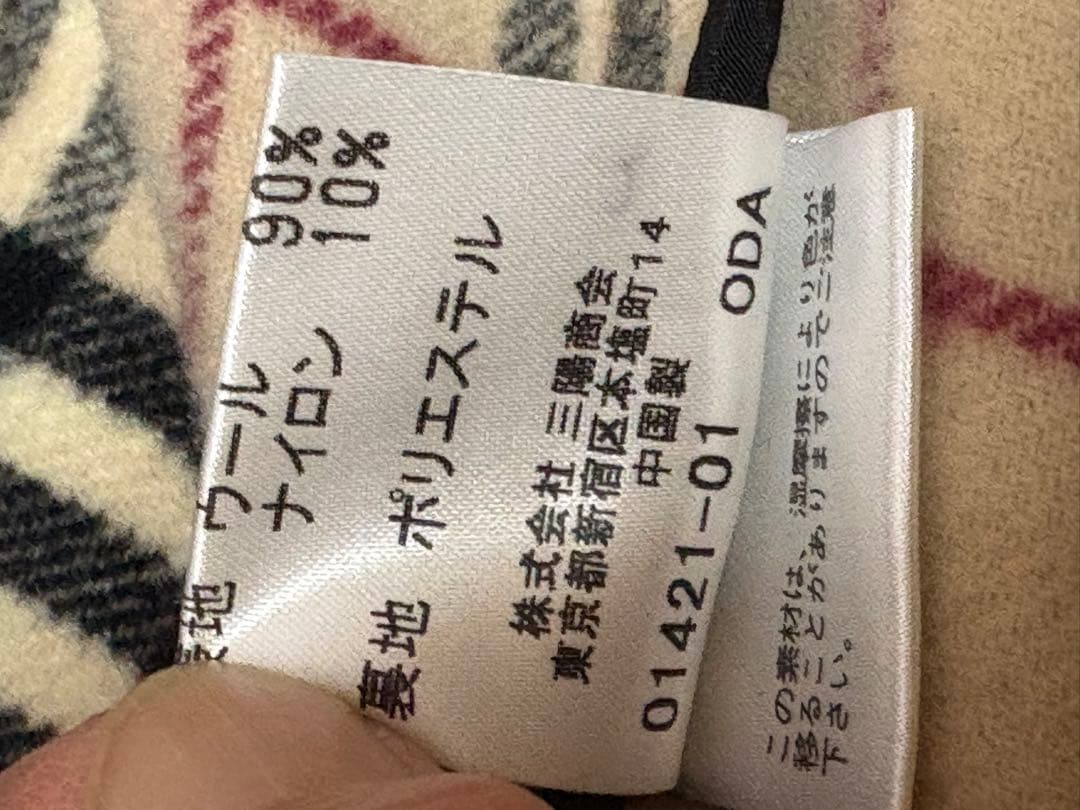 表地 ウール 90%
ナイロン 10%
裏地 ポリエステル
株式会社 三陽商会
東京都新宿区本塩町14
中国製
01421-01 ODA
この素材は、湿摩擦により色が
移ることがありますのでご注意
下さい。